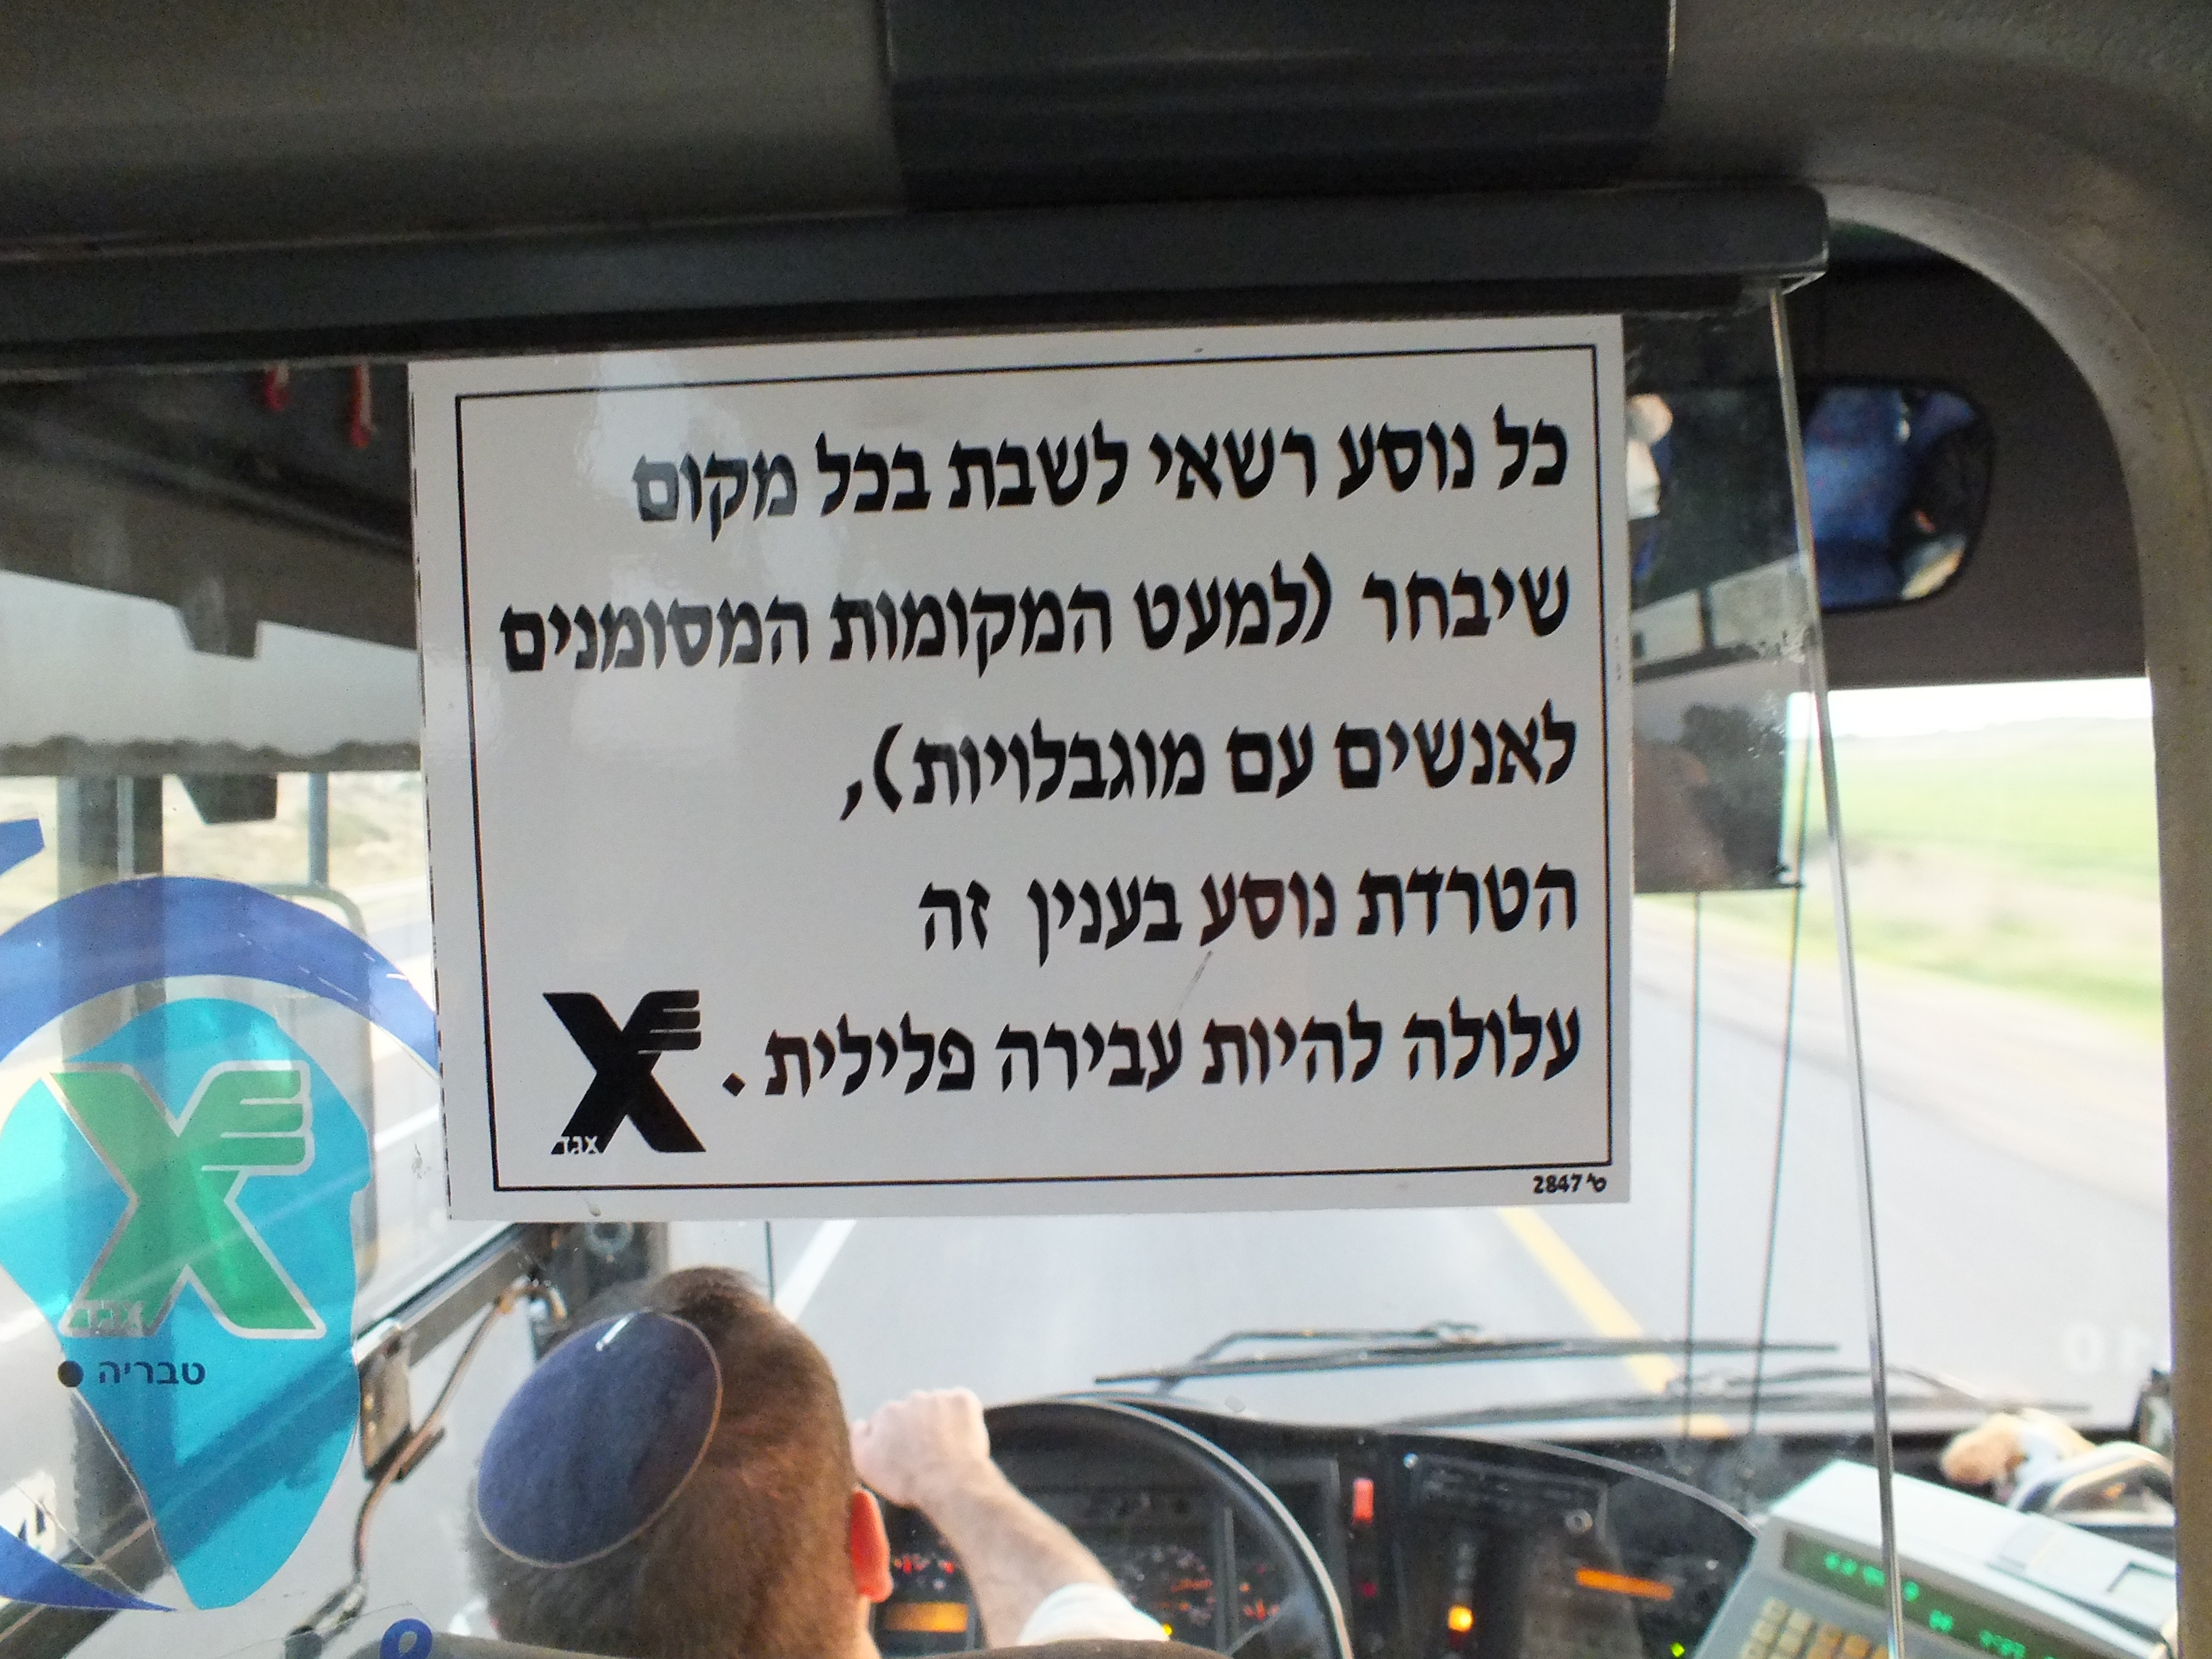 כל נוסע רשאי לשבת בכל מקום
שיבחר (למעט המקומות המסומנים
לאנשים עם מוגבלויות),
הטרדת נוסע בענין זה
עלולה להיות עבירה פלילית.
אגד
ט' 2847
אגד
טבריה